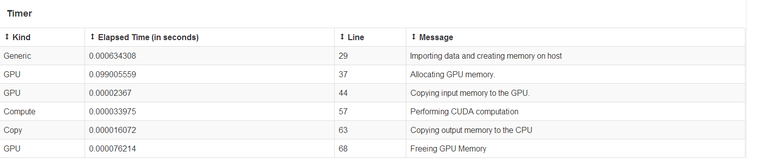 Timer
↕ Kind ↕ Elapsed Time (in seconds) ↕ Line ↕ Message
Generic 0.000634308 29 Importing data and creating memory on host
GPU 0.099005559 37 Allocating GPU memory.
GPU 0.00002367 44 Copying input memory to the GPU.
Compute 0.000033975 57 Performing CUDA computation
Copy 0.000016072 63 Copying output memory to the CPU
GPU 0.000076214 68 Freeing GPU Memory